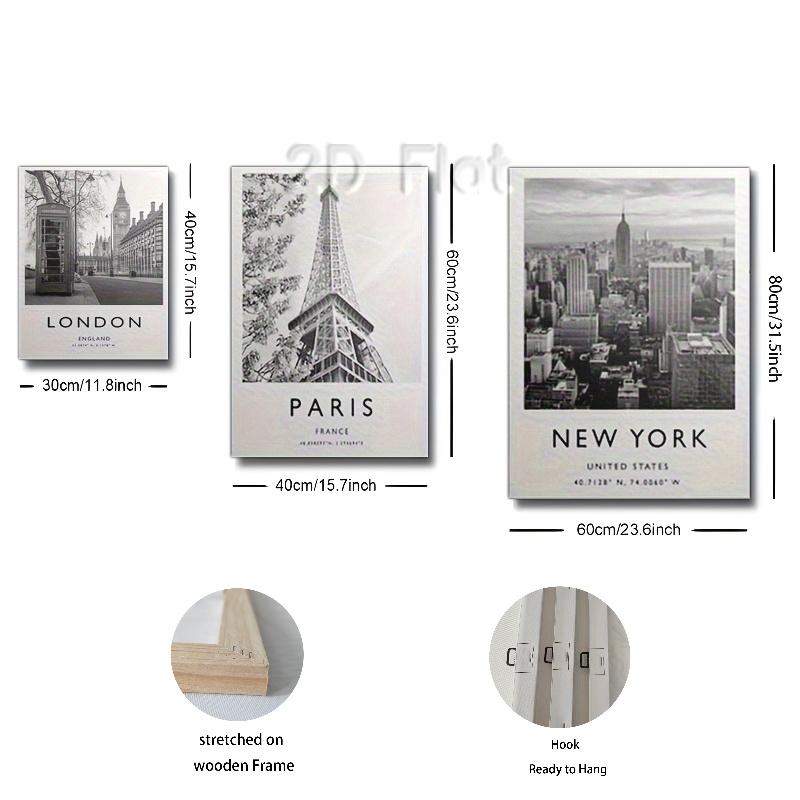 2D Flat
LONDON
ENGLAND
40cm/15.7inch
30cm/11.8inch
PARIS
FRANCE
60cm/23.6inch
40cm/15.7inch
NEW YORK
UNITED STATES
40.7128° N, 74.0060° W
80cm/31.5inch
60cm/23.6inch
stretched on
wooden Frame
Hook
Ready to Hang